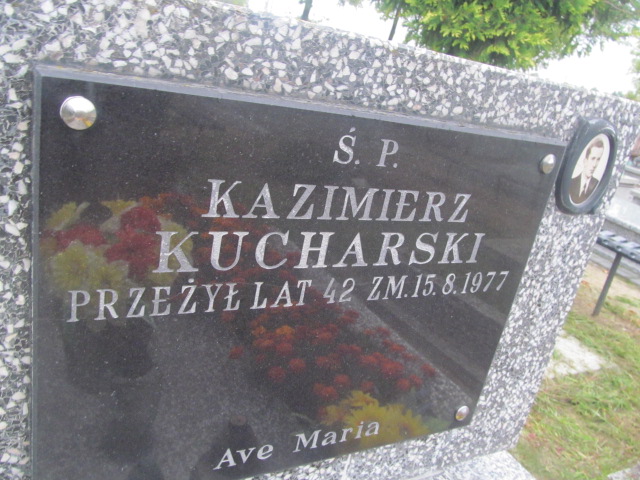 Ś. P.
KAZIMIERZ
KUCHARSKI
PRZEŻYŁ LAT 42 ZM. 15.8.1977
Ave Maria